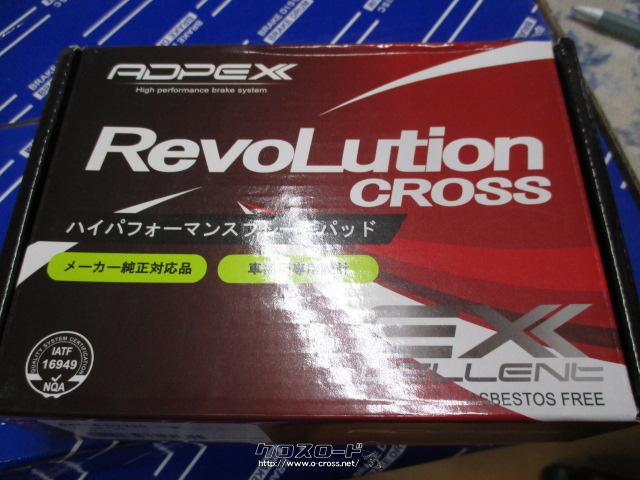 ADPEX
High performance brake system
RevoLution
CROSS
ハイパフォーマンスブレーキパッド
メーカー純正対応品
QUALITY SYSTEM CERTIFICATION
IATF
16949
NQA
EX
ELLENT
ASBESTOS FREE
クロスロード
http://www.o-cross.net/